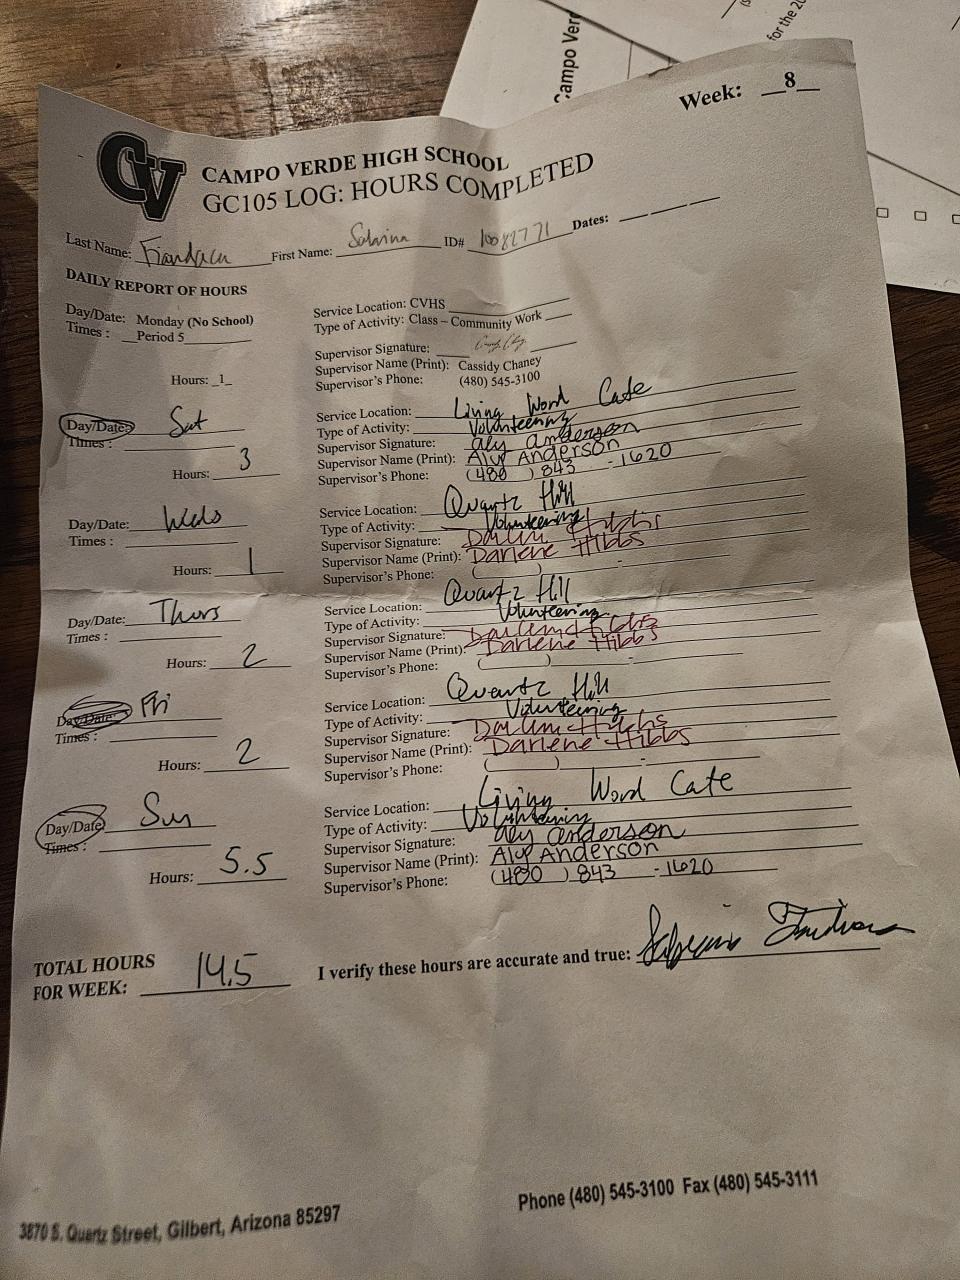 Campo Verd
for the 20
Week: __8__
CV
CAMPO VERDE HIGH SCHOOL
GC105 LOG: HOURS COMPLETED
Last Name: First Name: Sabrina ID# 10082771 Dates:
DAILY REPORT OF HOURS
Day/Date: Monday (No School)
Times : Period 5
Hours: _1_
Service Location: CVHS
Type of Activity: Class – Community Work
Supervisor Signature:
Supervisor Name (Print): Cassidy Chaney
Supervisor's Phone: (480) 545-3100
Day/Date: Sat
Times :
Hours: 3
Service Location: Living Word Cafe
Type of Activity: Volunteering
Supervisor Signature: aly anderson
Supervisor Name (Print): Aly Anderson
Supervisor's Phone: (480) 843-1620
Day/Date: Weds
Times :
Hours: 1
Service Location: Quartz Hill
Type of Activity: Volunteering
Supervisor Signature: Darlene Hibbs
Supervisor Name (Print): Darlene Hibbs
Supervisor's Phone: ( ) -
Day/Date: Thurs
Times :
Hours: 2
Service Location: Quartz Hill
Type of Activity: Volunteering
Supervisor Signature: Darlene Hibbs
Supervisor Name (Print): Darlene Hibbs
Supervisor's Phone: ( ) -
Day/Date: Fri
Times :
Hours: 2
Service Location: Quartz Hill
Type of Activity: Volunteering
Supervisor Signature: Darlene Hibbs
Supervisor Name (Print): Darlene Hibbs
Supervisor's Phone: ( ) -
Day/Date: Sun
Times :
Hours: 5.5
Service Location: Living Word Cafe
Type of Activity: Volunteering
Supervisor Signature: aly anderson
Supervisor Name (Print): Aly Anderson
Supervisor's Phone: (480) 843-1620
TOTAL HOURS
FOR WEEK: 14.5
I verify these hours are accurate and true:
3870 S. Quartz Street, Gilbert, Arizona 85297
Phone (480) 545-3100 Fax (480) 545-3111